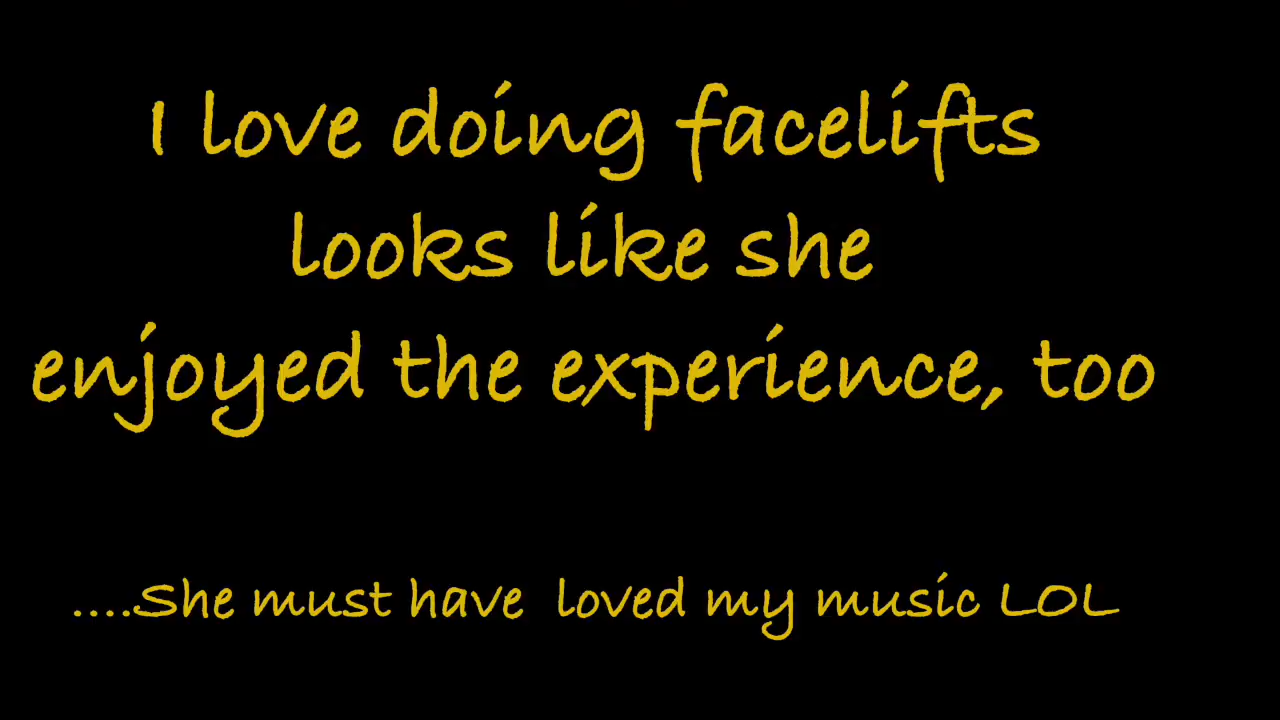 I love doing facelifts
looks like she
enjoyed the experience, too
....She must have loved my music LOL